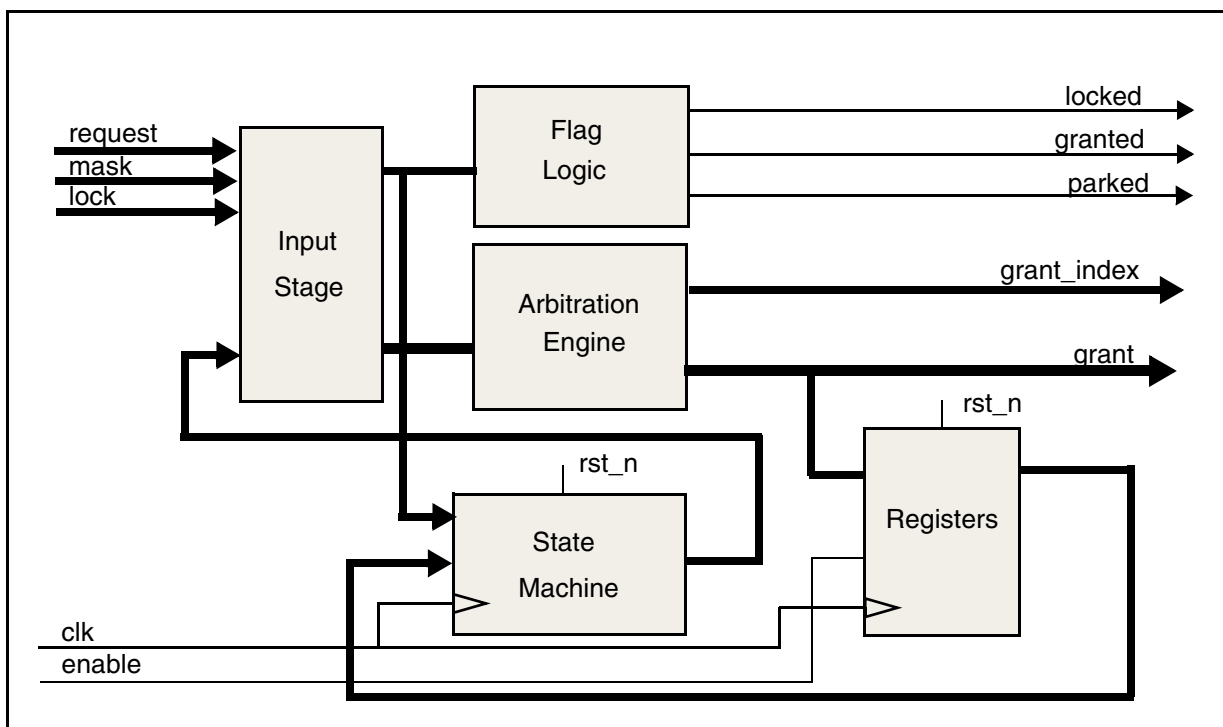 locked
request
Flag
granted
mask
Logic
lock
parked
Input
Stage
grant_index
Arbitration
Engine
grant
rst_n
rst_n
Registers
State
Machine
clk
enable